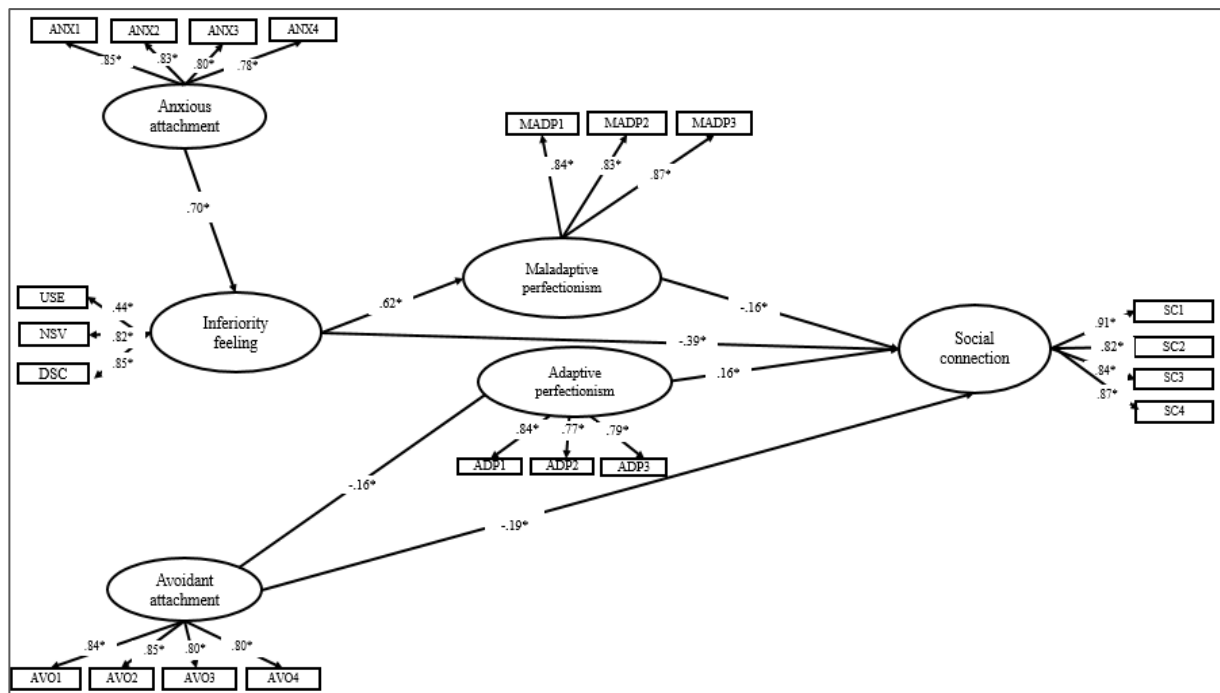 ANX1 ANX2 ANX3 ANX4
.85* .83* .80* .78*
Anxious
attachment
.70*
MADP1 MADP2 MADP3
.84* .83* .87*
Maladaptive
perfectionism
USE
NSV
DSC
.44*
.82*
.85*
Inferiority
feeling
.62*
-.16*
-.39*
.16*
Social
connection
.91*
.82*
.84*
.87*
SC1
SC2
SC3
SC4
Adaptive
perfectionism
.84* .77* .79*
ADP1 ADP2 ADP3
-.16*
-.19*
Avoidant
attachment
.84* .85* .80* .80*
AVO1 AVO2 AVO3 AVO4